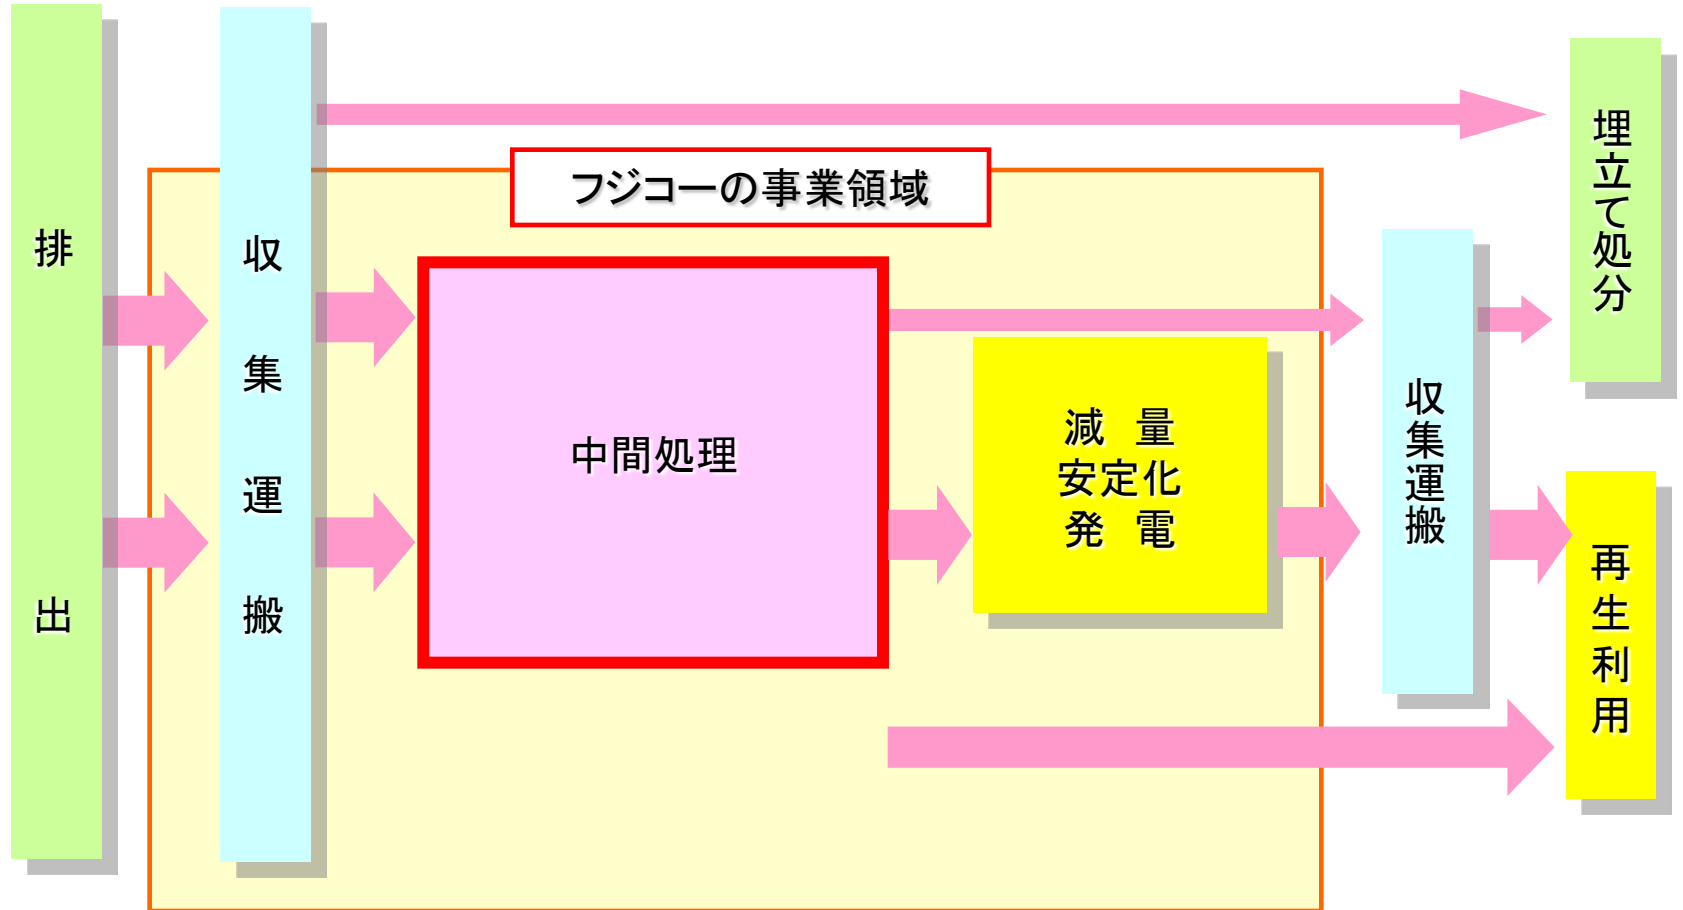 排出
収集運搬
フジコーの事業領域
中間処理
減　量
安定化
発　電
収集運搬
埋立て処分
再生利用